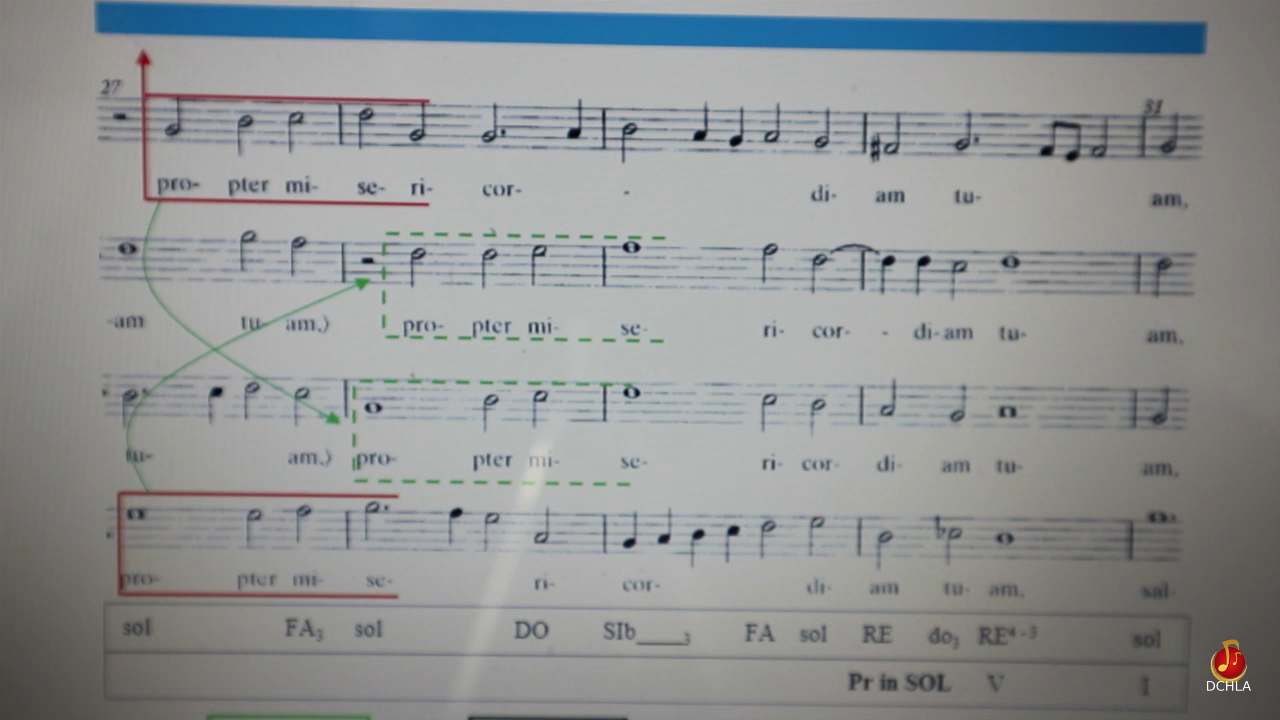 27
31
pro- pter mi- se- ri- cor- - di- am tu- am,
-am tu- am,) pro- pter mi- se- ri- cor- - di-am tu- am,
tu- am,) pro- pter mi- se- ri- cor- di- am tu- am,
pro- pter mi- se- ri- cor- di- am tu- am, sal-
sol FA3 sol DO SIb____3 FA sol RE do3 RE4-3 sol
Pr in SOL V I
DCHLA